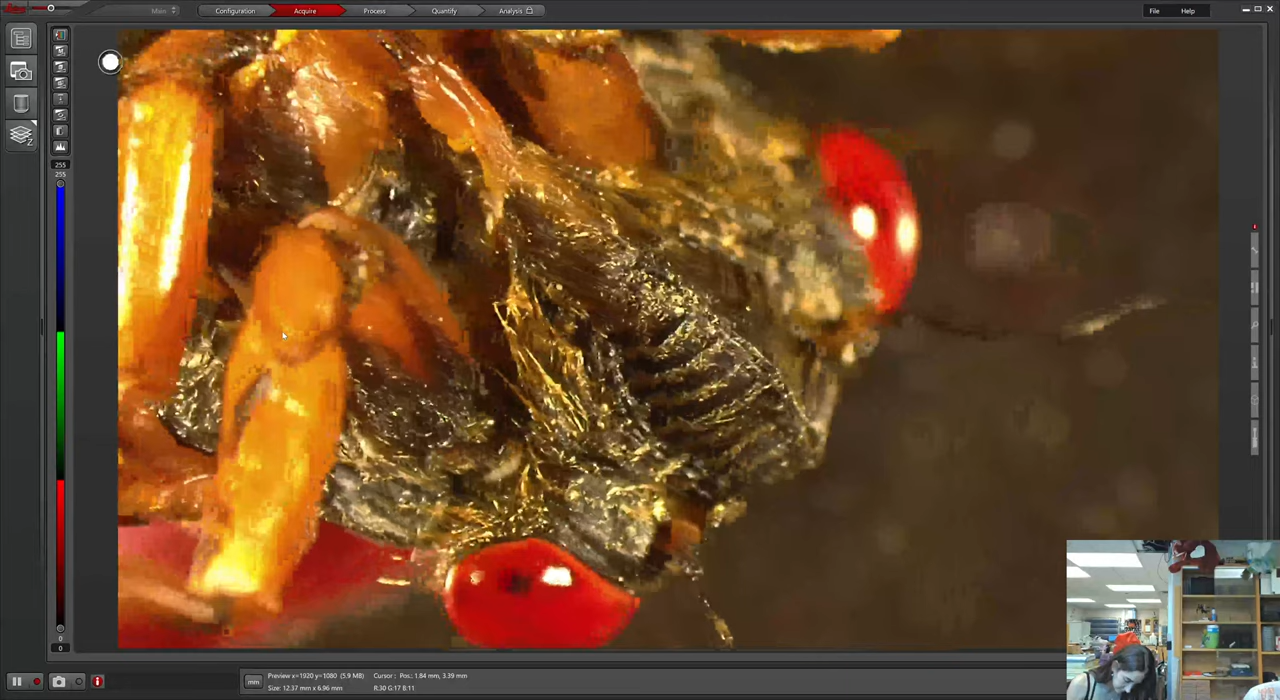 Main
Configuration
Acquire
Process
Quantify
Analysis
File
Help
Z
255
255
0
0
mm
Preview x=1920 y=1080 (5.9 MB)
Size: 12.37 mm x 6.96 mm
Cursor : Pos.: 1.84 mm, 3.39 mm
R:30 G:17 B:11